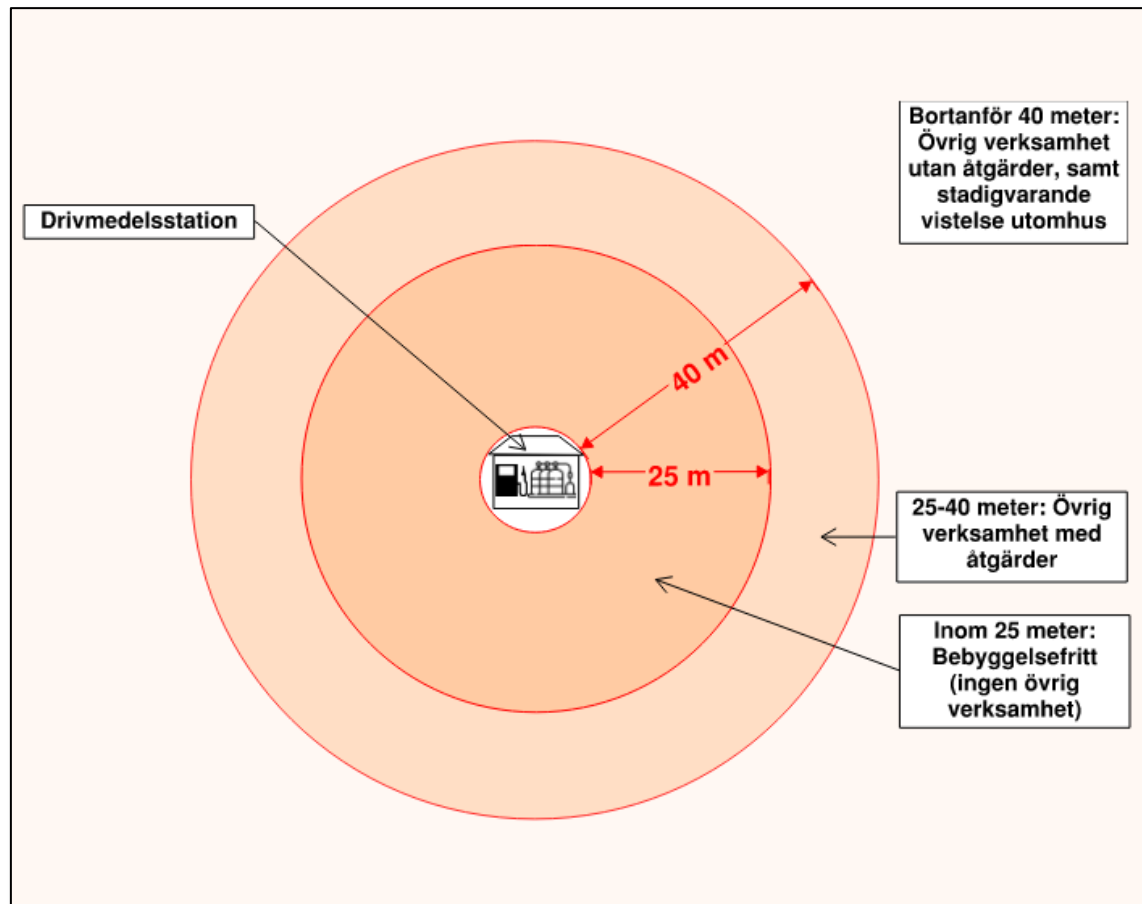 Bortanför 40 meter:
Övrig verksamhet
utan åtgärder, samt
stadigvarande
vistelse utomhus
Drivmedelsstation
40 m
25 m
25-40 meter: Övrig
verksamhet med
åtgärder
Inom 25 meter:
Bebyggelsefritt
(ingen övrig
verksamhet)